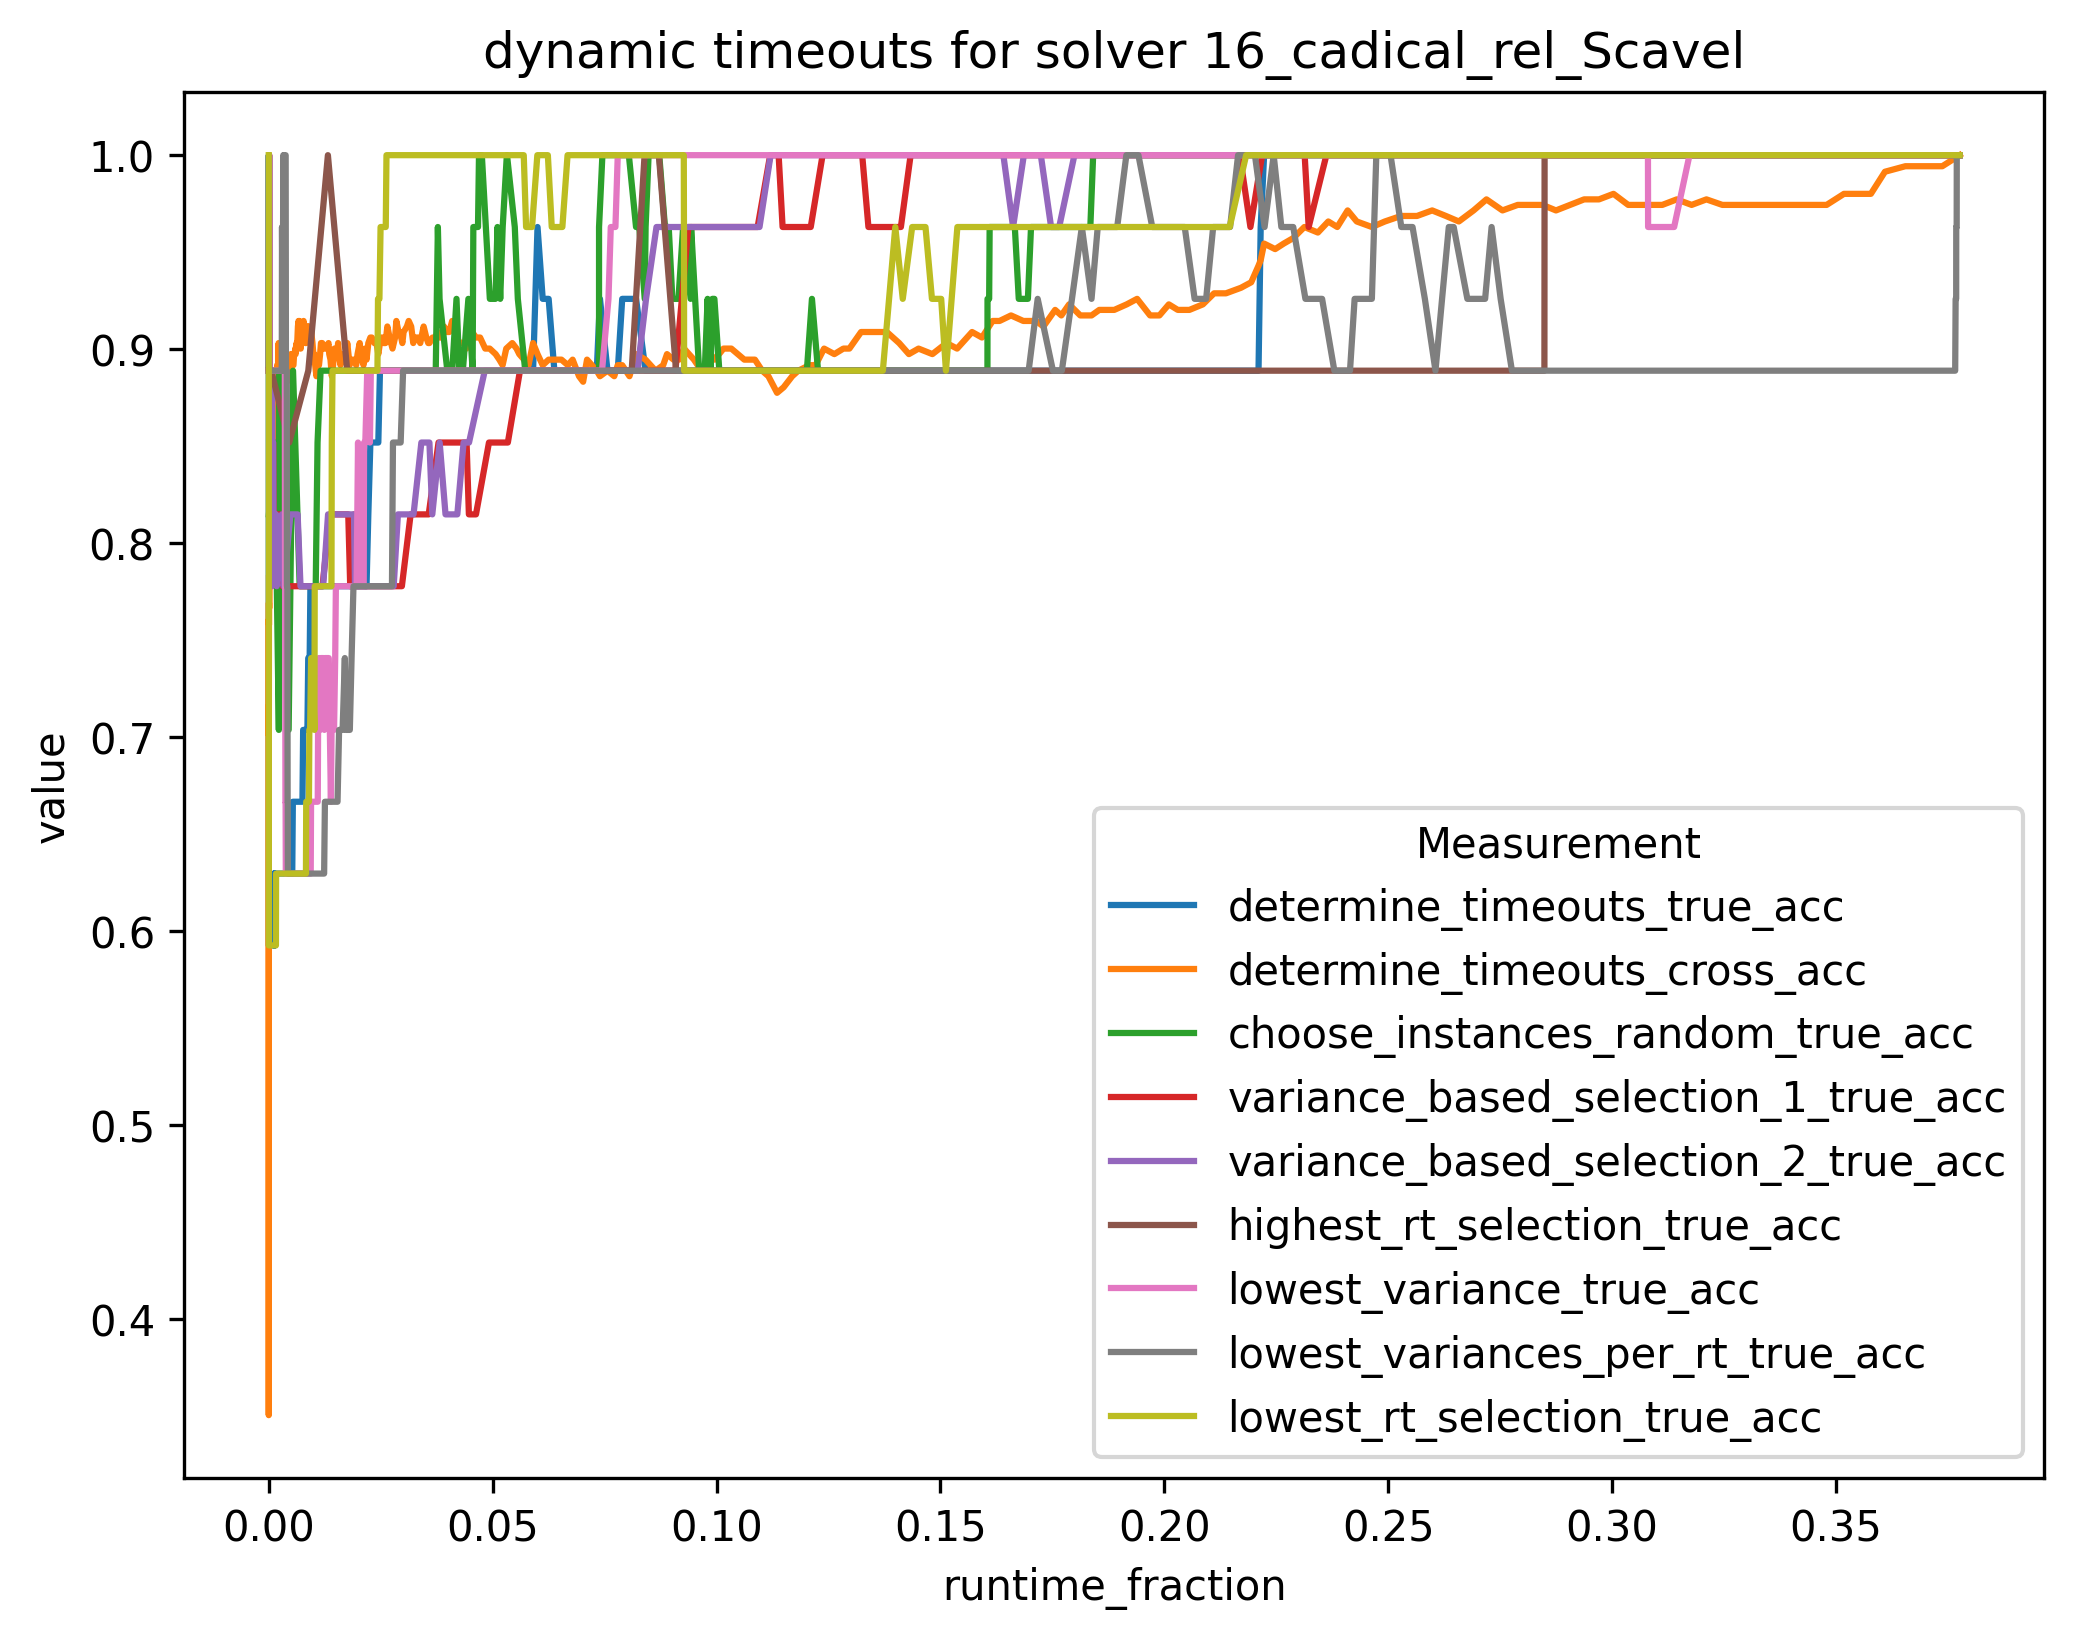 dynamic timeouts for solver 16_cadical_rel_Scavel
1.0
0.9
0.8
0.7
0.6
0.5
0.4
value
0.00 0.05 0.10 0.15 0.20 0.25 0.30 0.35
runtime_fraction
Measurement
determine_timeouts_true_acc
determine_timeouts_cross_acc
choose_instances_random_true_acc
variance_based_selection_1_true_acc
variance_based_selection_2_true_acc
highest_rt_selection_true_acc
lowest_variance_true_acc
lowest_variances_per_rt_true_acc
lowest_rt_selection_true_acc